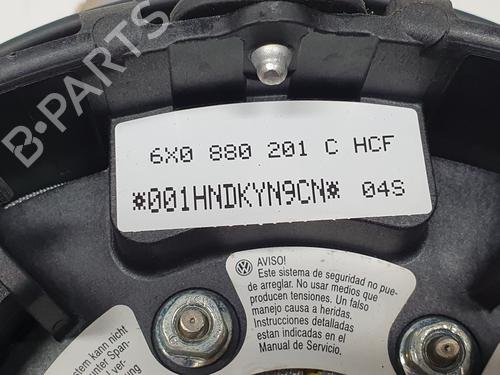 B-PARTS
6X0 880 201 C HCF
*001HNDKYN9CN* 04S
AVISO!
Este sistema de seguridad no pue-
de arreglar. No usar medios que
producen tensiones. Un falso
manejo causa a heridas.
Instrucciones detalladas
estan indicadas en el
Manual de Servicio.
stem kann nicht
unter Span-